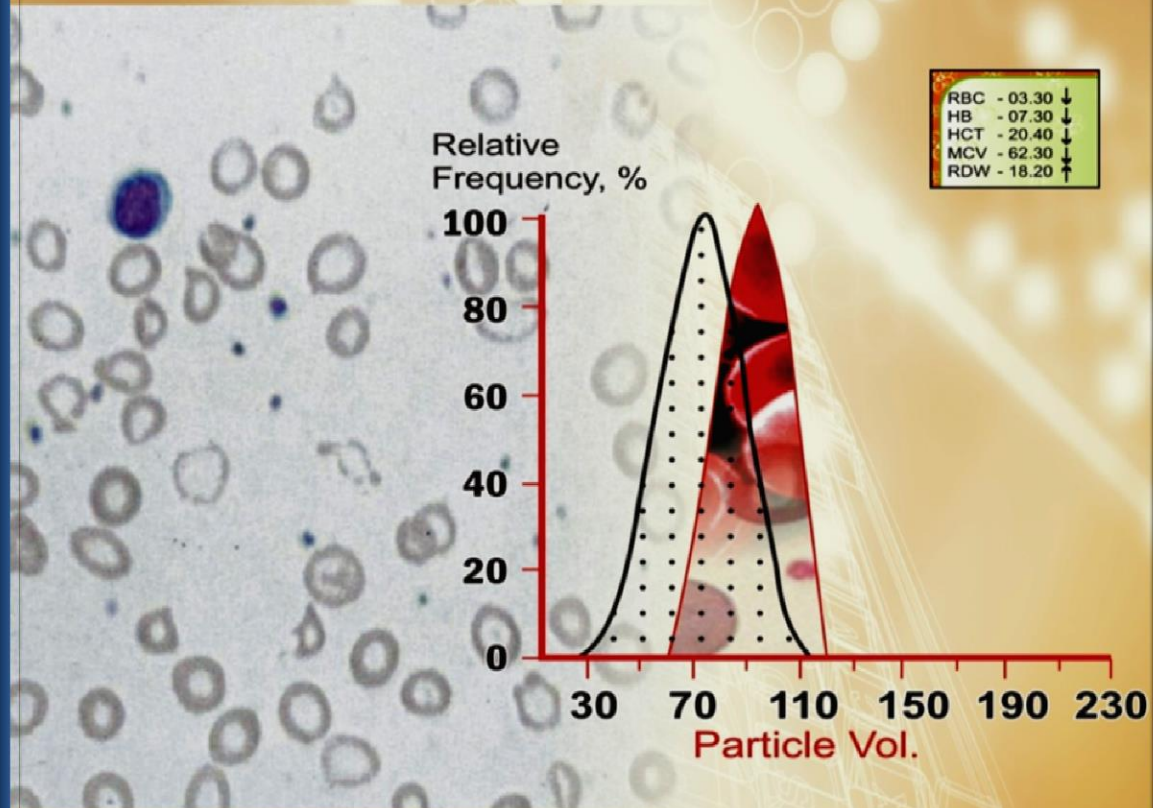 RBC - 03.30 ↓
HB - 07.30 ↓
HCT - 20.40 ↓
MCV - 62.30 ↓
RDW - 18.20 ↑
Relative
Frequency, %
100
80
60
40
20
0
30 70 110 150 190 230
Particle Vol.